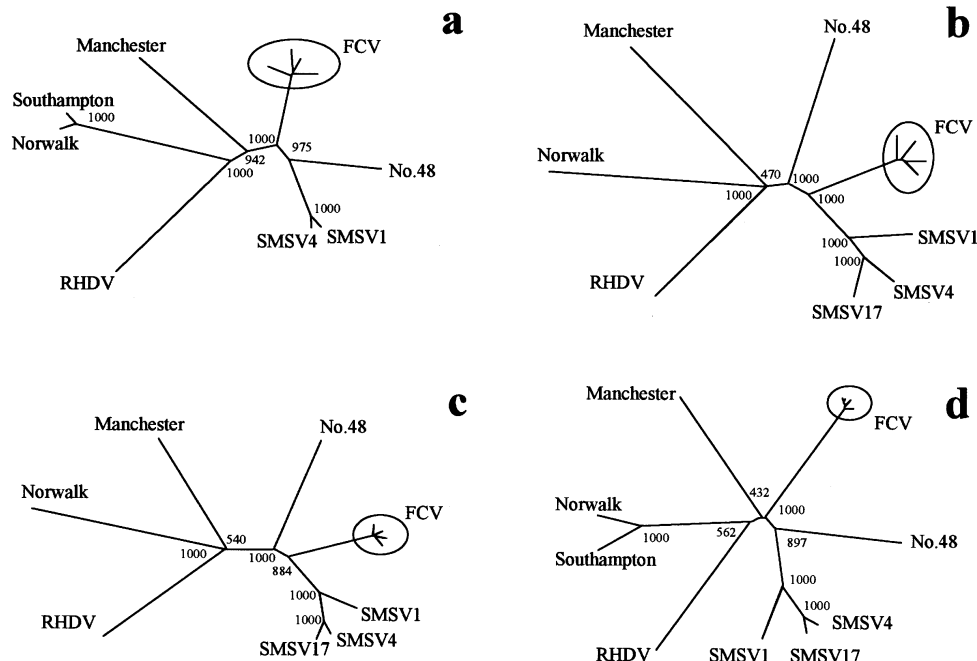 a
Manchester
FCV
Southampton
1000
Norwalk
1000
975
942
1000
No.48
1000
SMSV4 SMSV1
RHDV
b
Manchester
No.48
FCV
Norwalk
470
1000
1000
1000
SMSV1
1000
1000
SMSV4
RHDV
SMSV17
c
Manchester
No.48
Norwalk
FCV
540
1000
1000
884
1000
SMSV1
RHDV
1000
SMSV4
SMSV17
d
Manchester
FCV
432
Norwalk
1000
562
1000
897
No.48
Southampton
1000
1000
SMSV4
RHDV
SMSV1 SMSV17